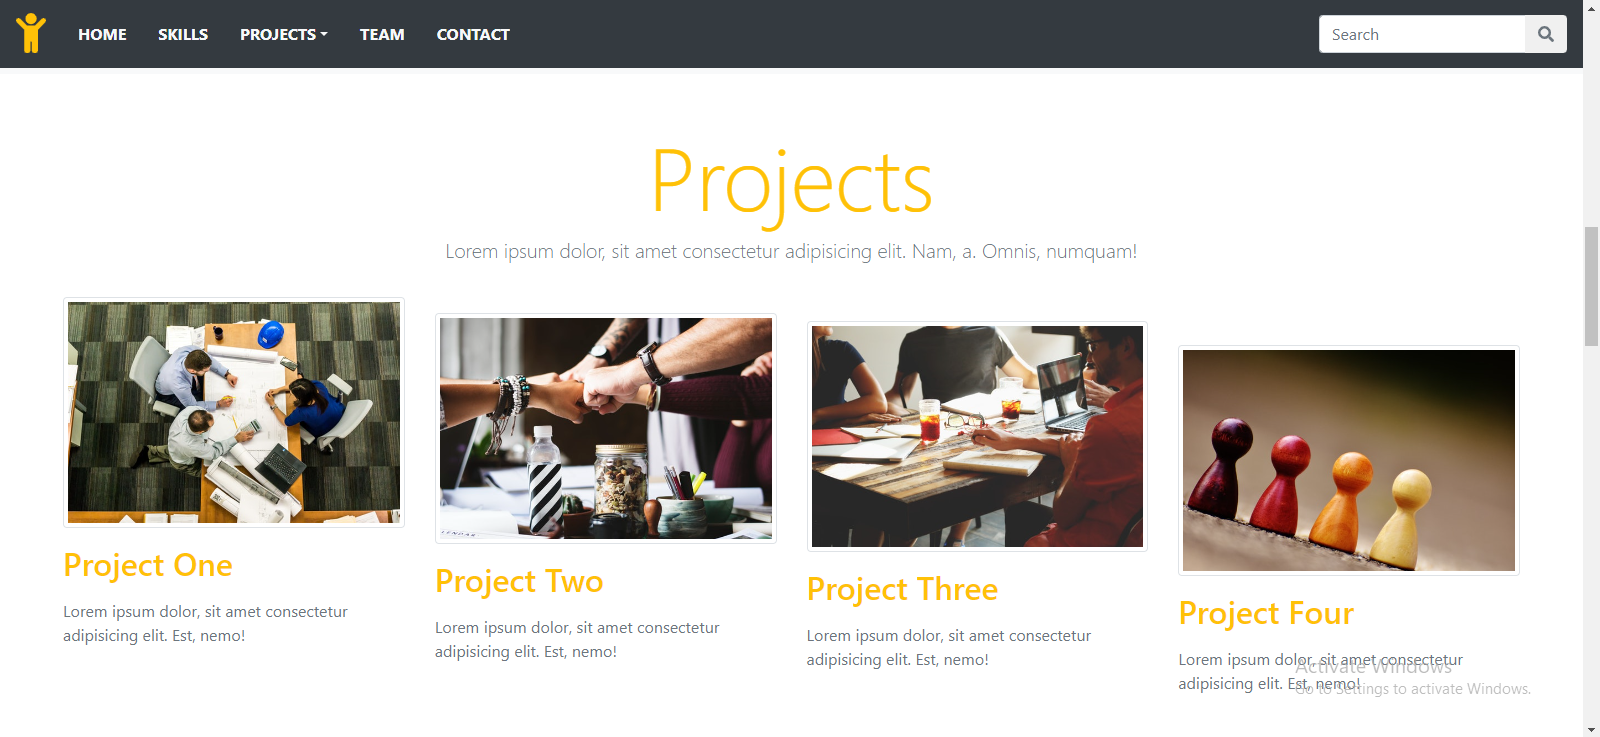 HOME SKILLS PROJECTS TEAM CONTACT Search
Projects
Lorem ipsum dolor, sit amet consectetur adipisicing elit. Nam, a. Omnis, numquam!
Project One
Lorem ipsum dolor, sit amet consectetur
adipisicing elit. Est, nemo!
Project Two
Lorem ipsum dolor, sit amet consectetur
adipisicing elit. Est, nemo!
Project Three
Lorem ipsum dolor, sit amet consectetur
adipisicing elit. Est, nemo!
Project Four
Lorem ipsum dolor, sit amet consectetur
adipisicing elit. Est, nemo!
Activate Windows
Go to Settings to activate Windows.